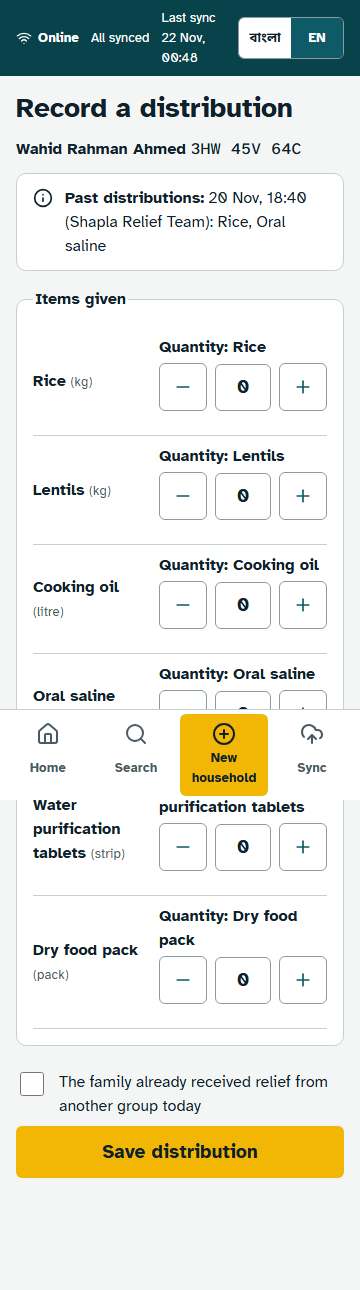 Online All synced Last sync
22 Nov,
00:48
বাংলা EN
Record a distribution
Wahid Rahman Ahmed 3HW 45V 64C
Past distributions: 20 Nov, 18:40
(Shapla Relief Team): Rice, Oral
saline
Items given
Quantity: Rice
Rice (kg)
− 0 +
Quantity: Lentils
Lentils (kg)
− 0 +
Quantity: Cooking oil
Cooking oil
(litre)
− 0 +
Quantity: Oral saline
Oral saline
Home Search New
household Sync
purification tablets
Water
purification
tablets (strip)
− 0 +
Quantity: Dry food
pack
Dry food pack
(pack)
− 0 +
The family already received relief from
another group today
Save distribution